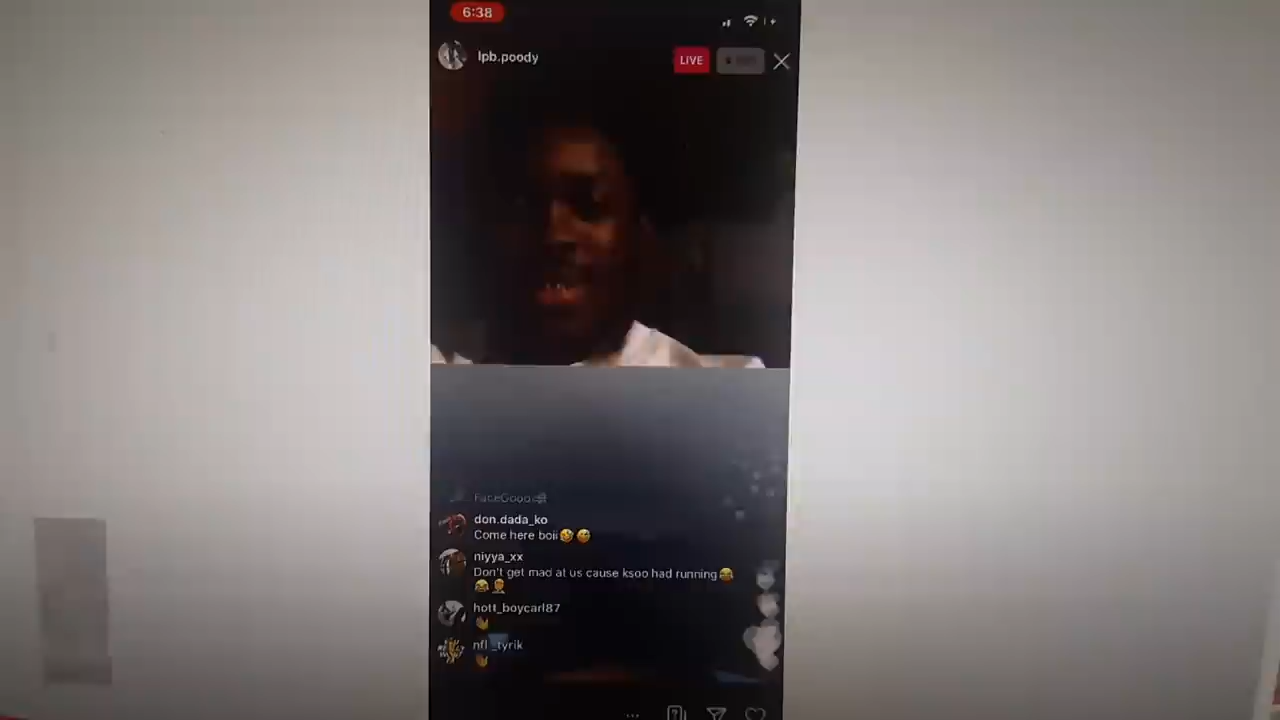 6:38
lpb.poody
LIVE
FaceGood
don.dada_ko
Come here boii🤣😅
niyya_xx
Don't get mad at us cause ksoo had running😂
😂🤦
hott_boycarl87
👋
nfl_tyrik
👋